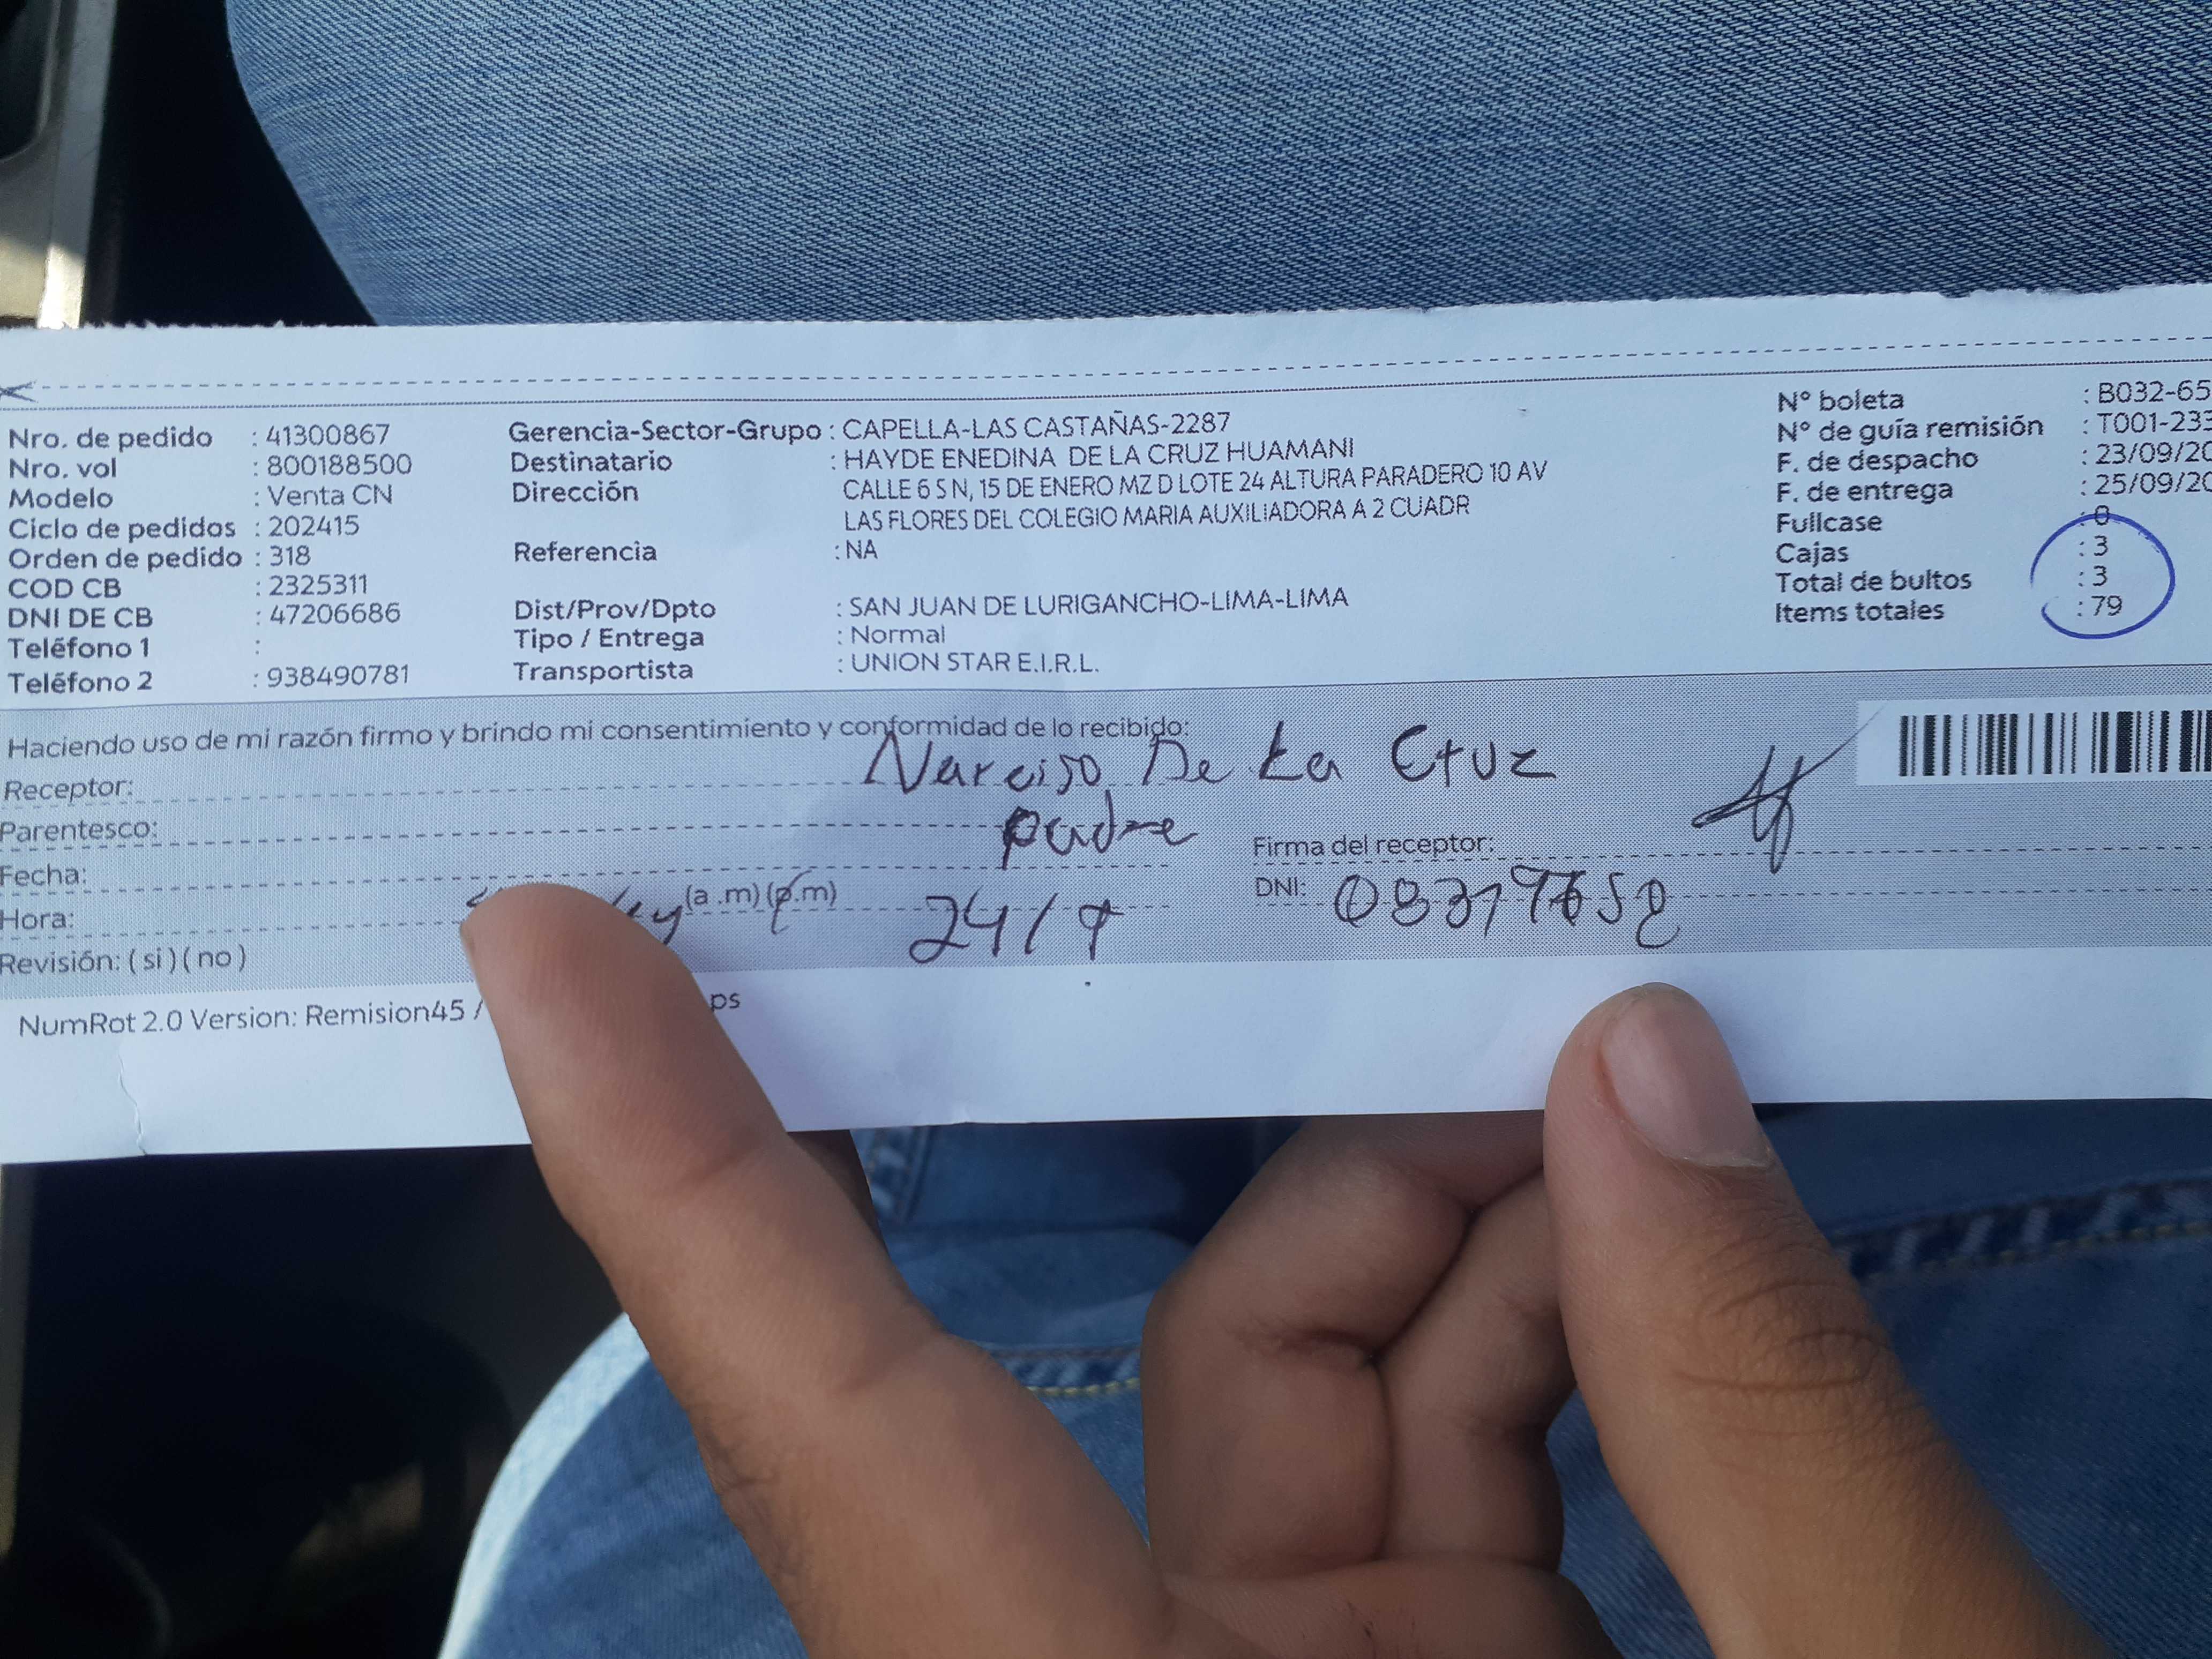 Nro. de pedido : 41300867
Nro. vol : 800188500
Modelo : Venta CN
Ciclo de pedidos : 202415
Orden de pedido : 318
COD CB : 2325311
DNI DE CB : 47206686
Teléfono 1 :
Teléfono 2 : 938490781
Gerencia-Sector-Grupo : CAPELLA-LAS CASTAÑAS-2287
Destinatario : HAYDE ENEDINA DE LA CRUZ HUAMANI
Dirección CALLE 6 S N, 15 DE ENERO MZ D LOTE 24 ALTURA PARADERO 10 AV
LAS FLORES DEL COLEGIO MARIA AUXILIADORA A 2 CUADR
Referencia : NA
Dist/Prov/Dpto : SAN JUAN DE LURIGANCHO-LIMA-LIMA
Tipo / Entrega : Normal
Transportista : UNION STAR E.I.R.L.
N° boleta : B032-65
N° de guía remisión : T001-233
F. de despacho : 23/09/20
F. de entrega : 25/09/20
Fullcase : 0
Cajas : 3
Total de bultos : 3
Items totales : 79
Haciendo uso de mi razón firmo y brindo mi consentimiento y conformidad de lo recibido:
Receptor: Narciso De La Cruz
Parentesco: padre
Fecha:
Firma del receptor:
Hora: (a .m) (p.m) 24/9
DNI:
Revisión: ( si ) ( no )
NumRot 2.0 Version: Remision45 / ps